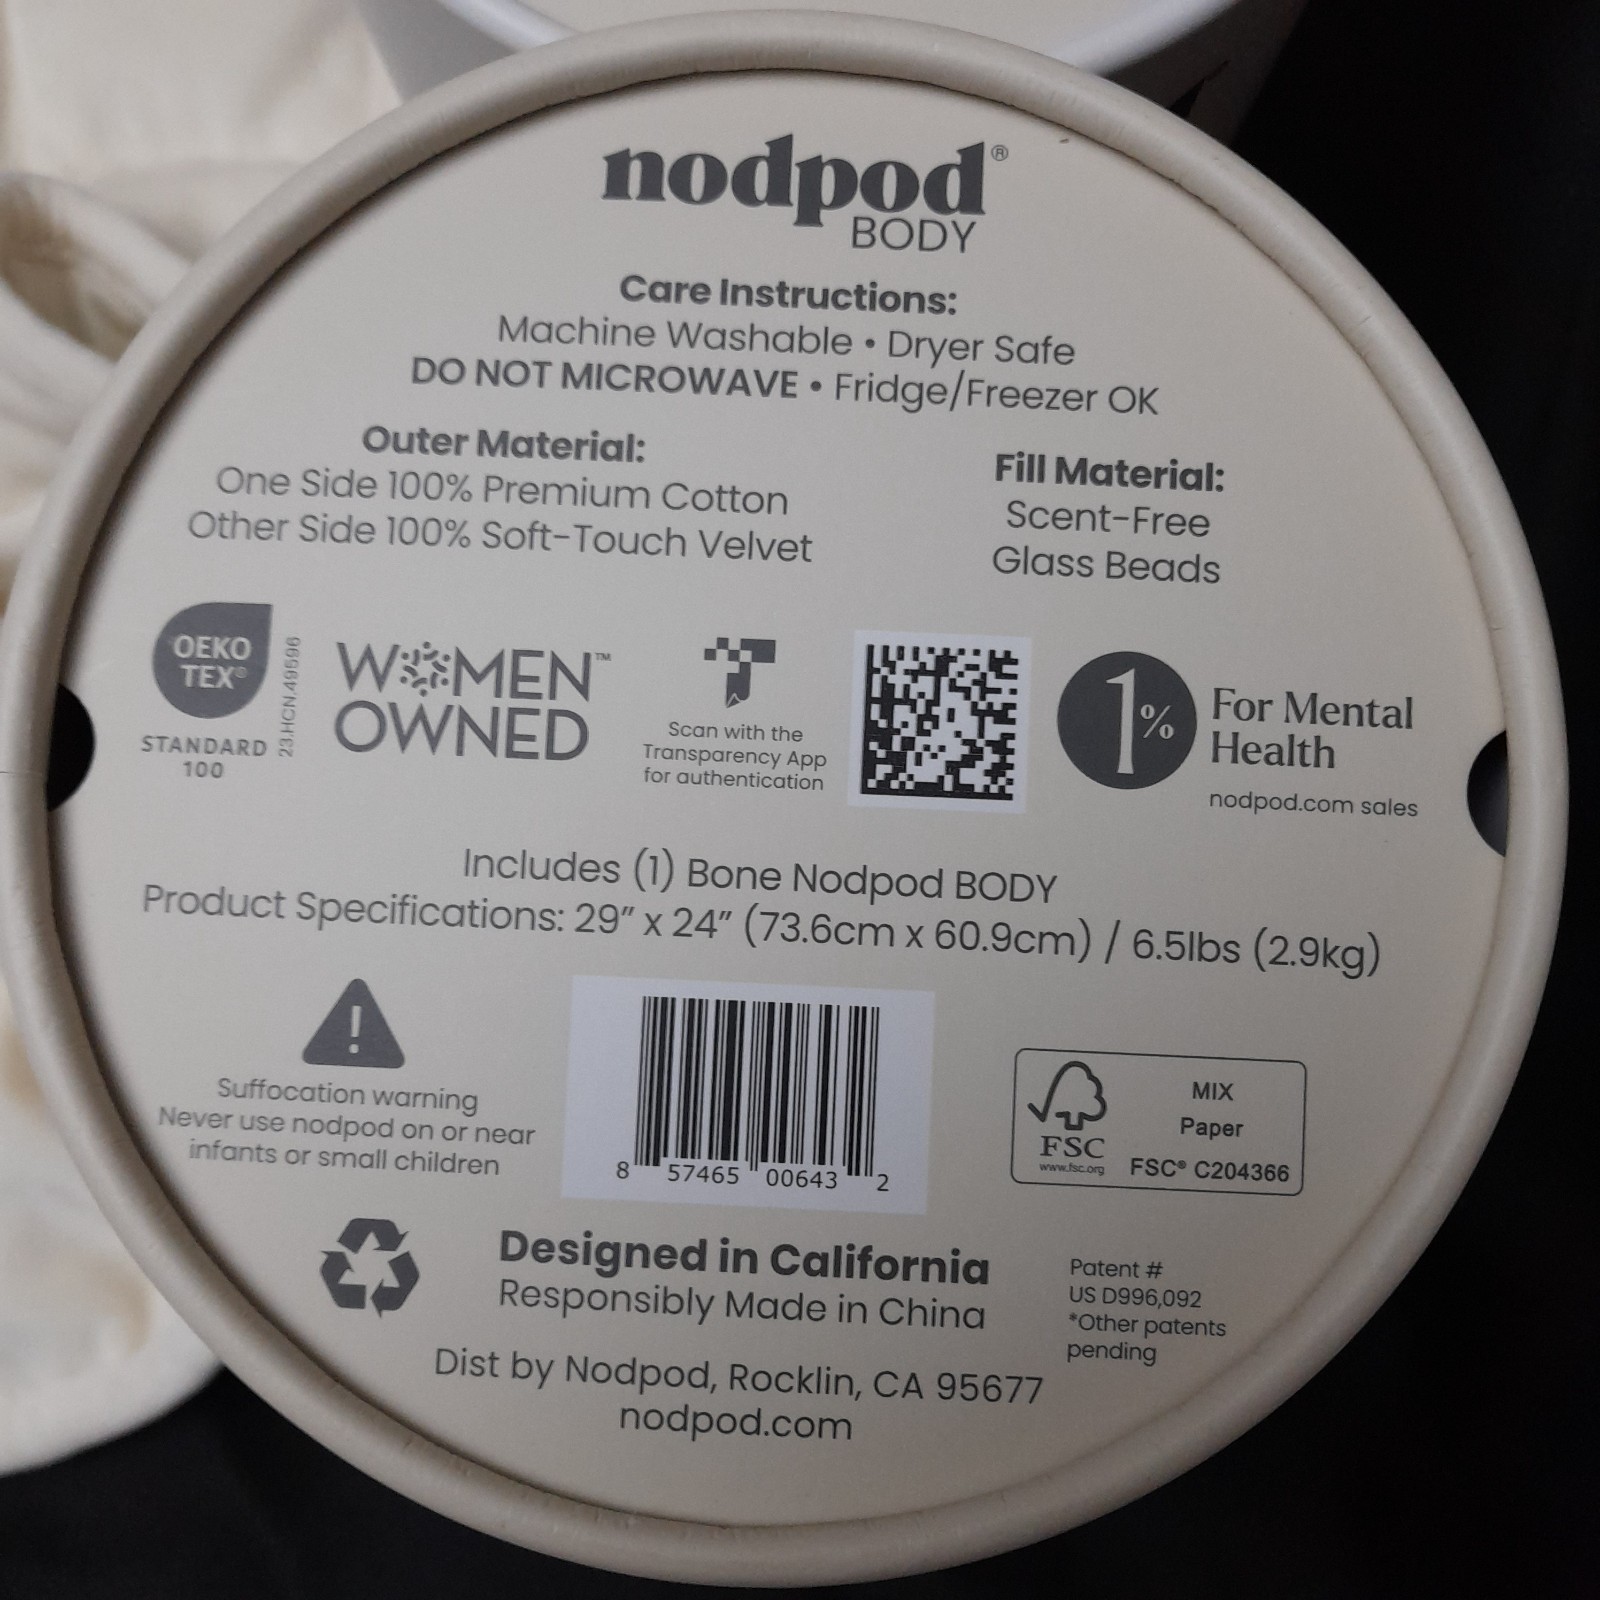 nodpod®
BODY
Care Instructions:
Machine Washable • Dryer Safe
DO NOT MICROWAVE • Fridge/Freezer OK
Outer Material:
One Side 100% Premium Cotton
Other Side 100% Soft-Touch Velvet
Fill Material:
Scent-Free
Glass Beads
OEKO
TEX®
STANDARD
100
23.HCN.49596
WOMEN™
OWNED
Scan with the
Transparency App
for authentication
1%
For Mental
Health
nodpod.com sales
Includes (1) Bone Nodpod BODY
Product Specifications: 29” x 24” (73.6cm x 60.9cm) / 6.5lbs (2.9kg)
!
Suffocation warning
Never use nodpod on or near
infants or small children
8 57465 00643 2
FSC
www.fsc.org
MIX
Paper
FSC® C204366
Designed in California
Responsibly Made in China
Patent #
US D996,092
*Other patents
pending
Dist by Nodpod, Rocklin, CA 95677
nodpod.com